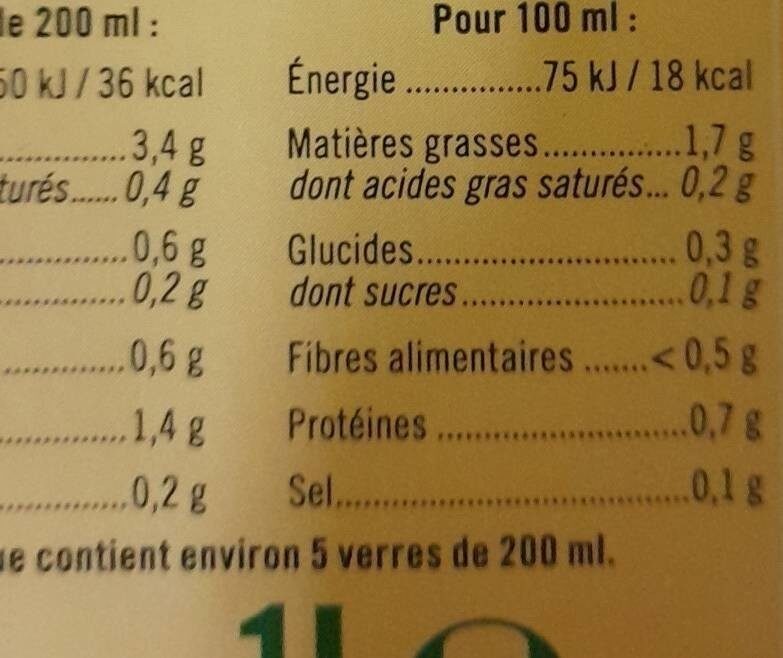 de 200 ml : Pour 100 ml :
50 kJ / 36 kcal Énergie ................75 kJ / 18 kcal
..............3,4 g Matières grasses................1,7 g
turés...... 0,4 g dont acides gras saturés... 0,2 g
..............0,6 g Glucides.............................. 0,3 g
..............0,2 g dont sucres.........................0,1 g
..............0,6 g Fibres alimentaires .......< 0,5 g
..............1,4 g Protéines ............................0,7 g
..............0,2 g Sel.......................................0,1 g
ue contient environ 5 verres de 200 ml.
1L